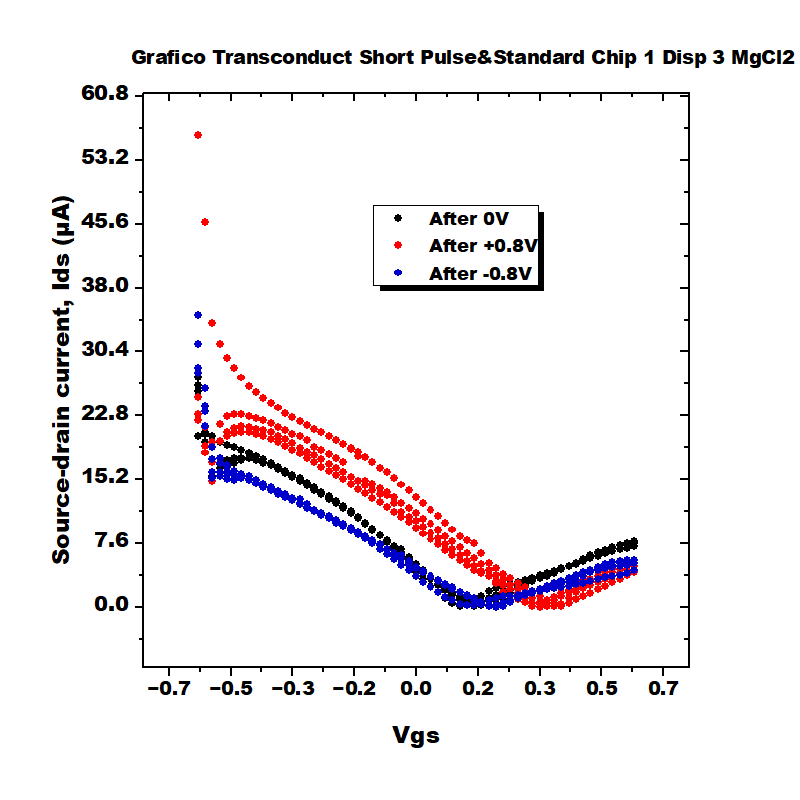 Grafico Transconduct Short Pulse&Standard Chip 1 Disp 3 MgCl2
60.8
53.2
45.6
38.0
30.4
22.8
15.2
7.6
0.0
Source-drain current, Ids (µA)
After 0V
After +0.8V
After -0.8V
−0.7 −0.5 −0.3 −0.2 0.0 0.2 0.3 0.5 0.7
Vgs